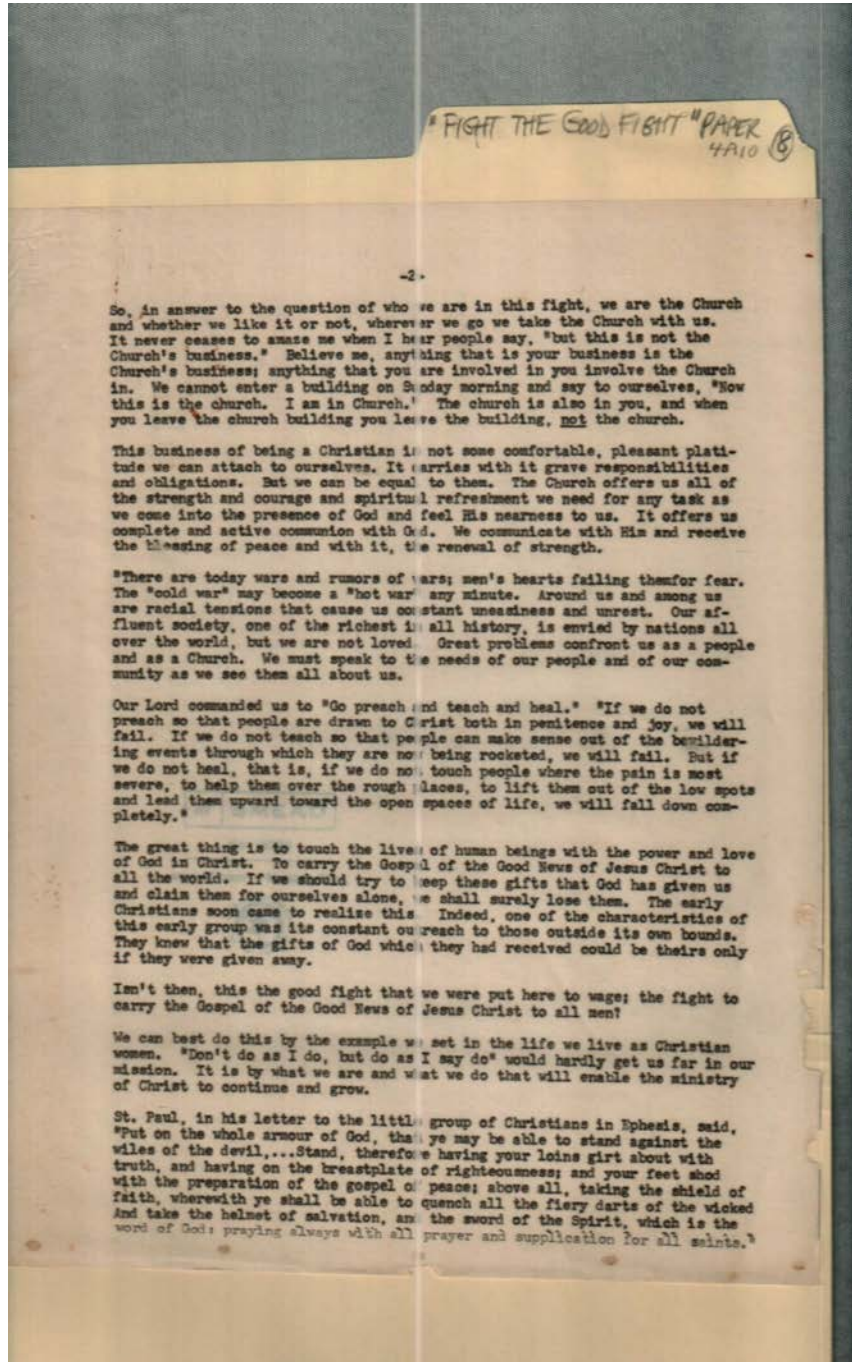 "FIGHT THE GOOD FIGHT" PAPER
4A10 8
-2-
So, in answer to the question of who we are in this fight, we are the Church
and whether we like it or not, wherever we go we take the Church with us.
It never ceases to amaze me when I hear people say, "but this is not the
Church's business." Believe me, anything that is your business is the
Church's business; anything that you are involved in you involve the Church
in. We cannot enter a building on Sunday morning and say to ourselves, "Now
this is the church. I am in Church." The church is also in you, and when
you leave the church building you leave the building, not the church.
This business of being a Christian is not some comfortable, pleasant plati-
tude we can attach to ourselves. It carries with it grave responsibilities
and obligations. But we can be equal to them. The Church offers us all of
the strength and courage and spiritual refreshment we need for any task as
we come into the presence of God and feel His nearness to us. It offers us
complete and active communion with God. We communicate with Him and receive
the blessing of peace and with it, the renewal of strength.
"There are today wars and rumors of wars; men's hearts failing themfor fear.
The "cold war" may become a "hot war" any minute. Around us and among us
are racial tensions that cause us constant uneasiness and unrest. Our af-
fluent society, one of the richest in all history, is envied by nations all
over the world, but we are not loved. Great problems confront us as a people
and as a Church. We must speak to the needs of our people and of our com-
munity as we see them all about us.
Our Lord commanded us to "Go preach and teach and heal." "If we do not
preach so that people are drawn to Christ both in penitence and joy, we will
fail. If we do not teach so that people can make sense out of the bewilder-
ing events through which they are now being rocketed, we will fail. But if
we do not heal, that is, if we do not touch people where the pain is most
severe, to help them over the rough places, to lift them out of the low spots
and lead them upward toward the open spaces of life, we will fall down com-
pletely."
The great thing is to touch the lives of human beings with the power and love
of God in Christ. To carry the Gospel of the Good News of Jesus Christ to
all the world. If we should try to keep these gifts that God has given us
and claim them for ourselves alone, we shall surely lose them. The early
Christians soon came to realize this. Indeed, one of the characteristics of
this early group was its constant outreach to those outside its own bounds.
They knew that the gifts of God which they had received could be theirs only
if they were given away.
Isn't then, this the good fight that we were put here to wage; the fight to
carry the Gospel of the Good News of Jesus Christ to all men?
We can best do this by the example we set in the life we live as Christian
women. "Don't do as I do, but do as I say do" would hardly get us far in our
mission. It is by what we are and what we do that will enable the ministry
of Christ to continue and grow.
St. Paul, in his letter to the little group of Christians in Ephesis, said,
"Put on the whole armour of God, that ye may be able to stand against the
wiles of the devil,...Stand, therefore having your loins girt about with
truth, and having on the breastplate of righteousness; and your feet shod
with the preparation of the gospel of peace; above all, taking the shield of
faith, wherewith ye shall be able to quench all the fiery darts of the wicked
And take the helmet of salvation, and the sword of the Spirit, which is the
word of God: praying always with all prayer and supplication for all saints."